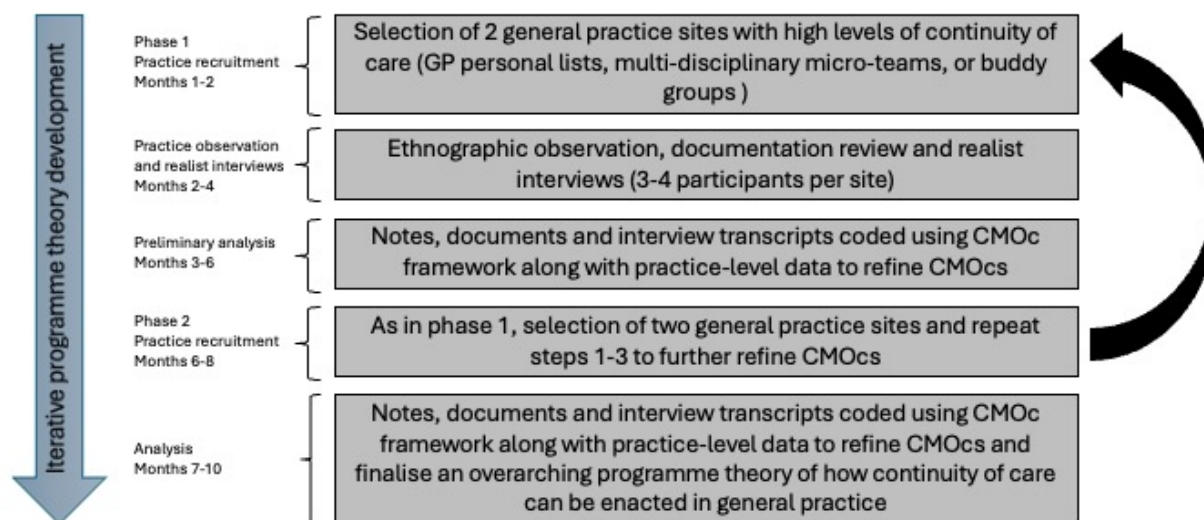 Iterative programme theory development
Phase 1
Practice recruitment
Months 1-2
Selection of 2 general practice sites with high levels of continuity of
care (GP personal lists, multi-disciplinary micro-teams, or buddy
groups )
Practice observation
and realist interviews
Months 2-4
Ethnographic observation, documentation review and realist
interviews (3-4 participants per site)
Preliminary analysis
Months 3-6
Notes, documents and interview transcripts coded using CMOc
framework along with practice-level data to refine CMOcs
Phase 2
Practice recruitment
Months 6-8
As in phase 1, selection of two general practice sites and repeat
steps 1-3 to further refine CMOcs
Analysis
Months 7-10
Notes, documents and interview transcripts coded using CMOc
framework along with practice-level data to refine CMOcs and
finalise an overarching programme theory of how continuity of care
can be enacted in general practice